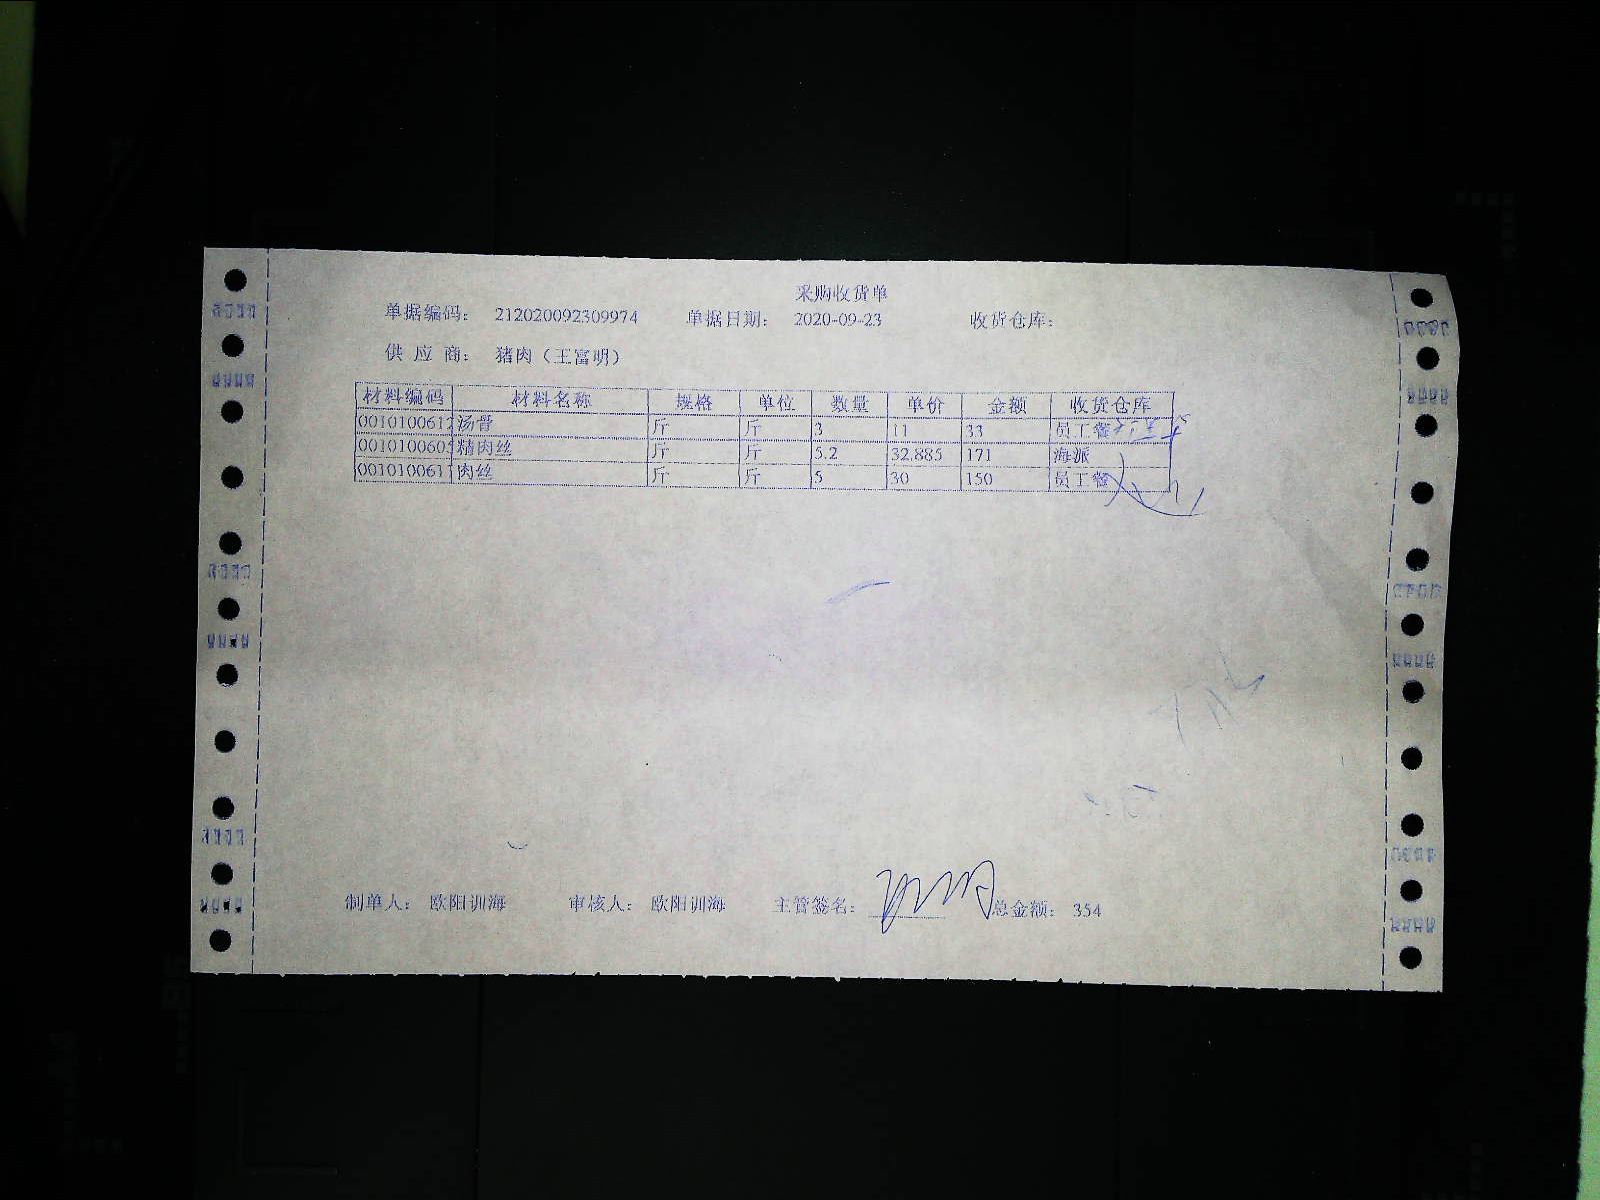 采购收货单
单据编码： 212020092309974 单据日期： 2020-09-23 收货仓库：
供 应 商： 猪肉（王富明）
材料编码 材料名称 规格 单位 数量 单价 金额 收货仓库
0010100612 汤骨 斤 斤 3 11 33 员工餐
001010060 精肉丝 斤 斤 5.2 32.885 171 海派
001010061 肉丝 斤 斤 5 30 150 员工餐
制单人： 欧阳训海 审核人： 欧阳训海 主管签名： 总金额： 354